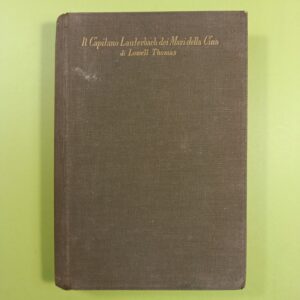 Il Capitano Lauterbach dei Mari della Cina
di Lowell Thomas